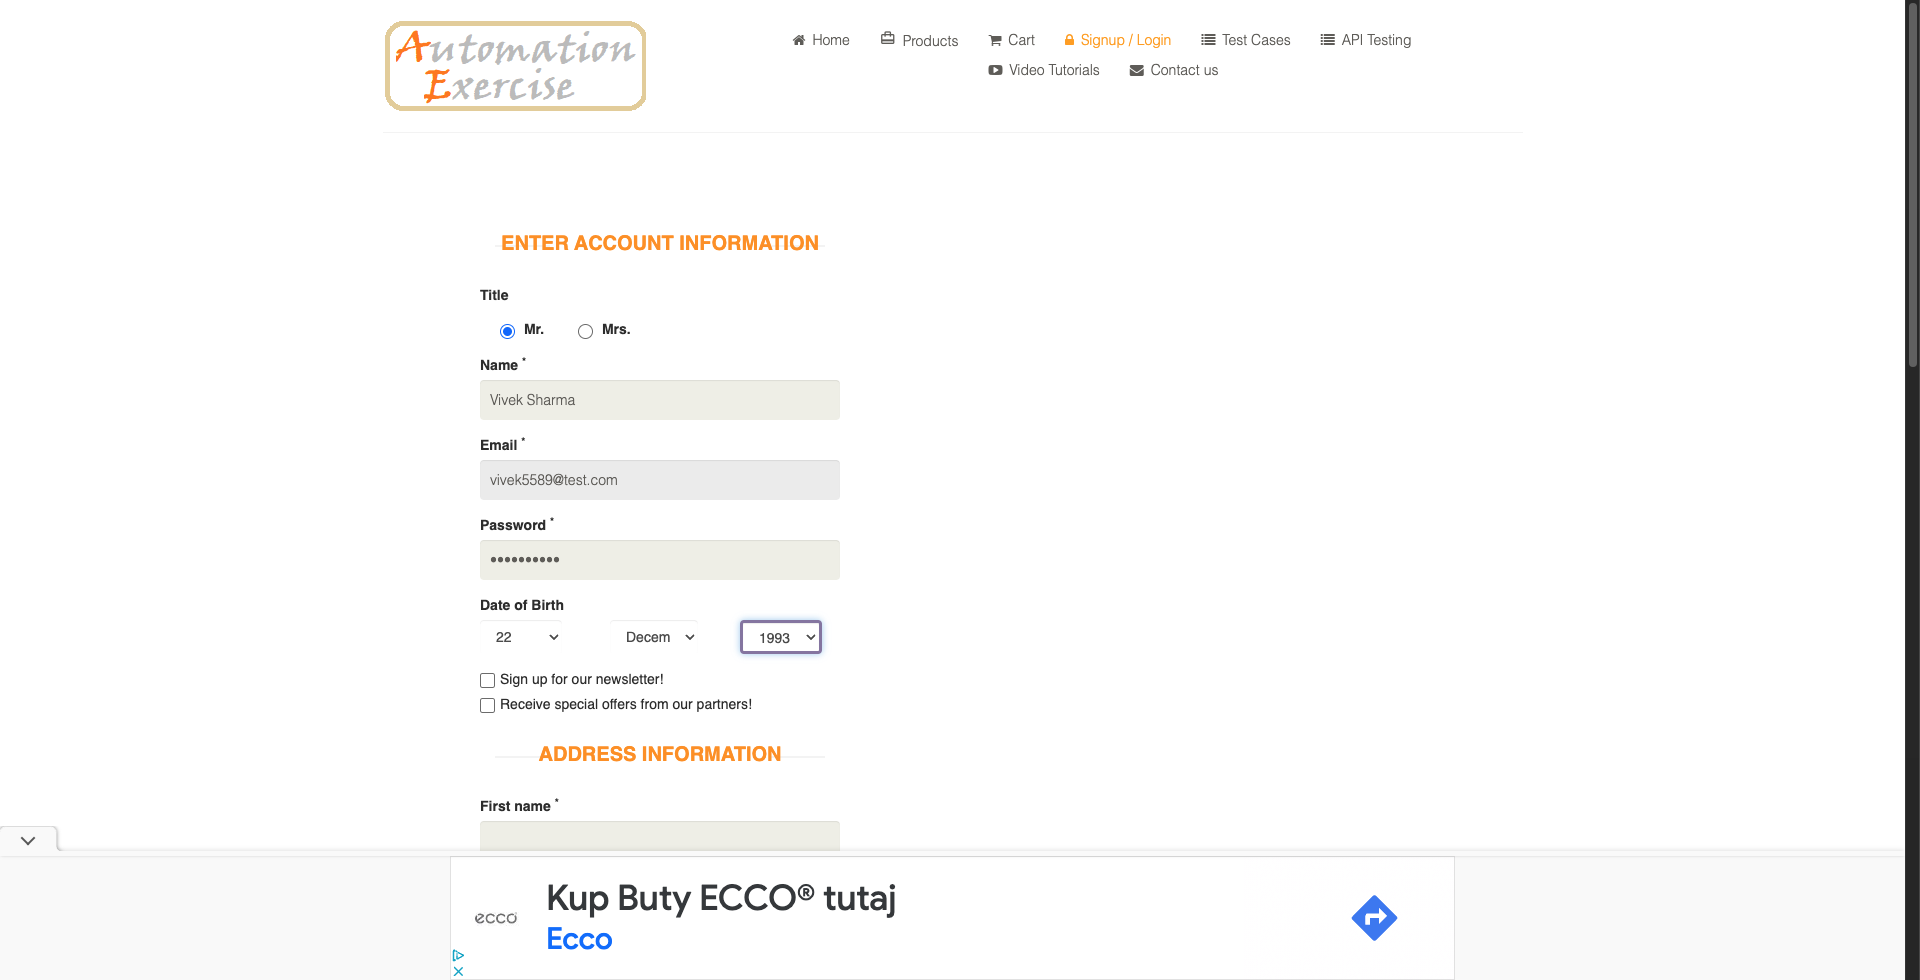 Automation
Exercise
Home
Products
Cart
Signup / Login
Test Cases
API Testing
Video Tutorials
Contact us
ENTER ACCOUNT INFORMATION
Title
Mr.
Mrs.
Name *
Vivek Sharma
Email *
vivek5589@test.com
Password *
••••••••••
Date of Birth
22
Decem
1993
Sign up for our newsletter!
Receive special offers from our partners!
ADDRESS INFORMATION
First name *
ecco
Kup Buty ECCO® tutaj
Ecco